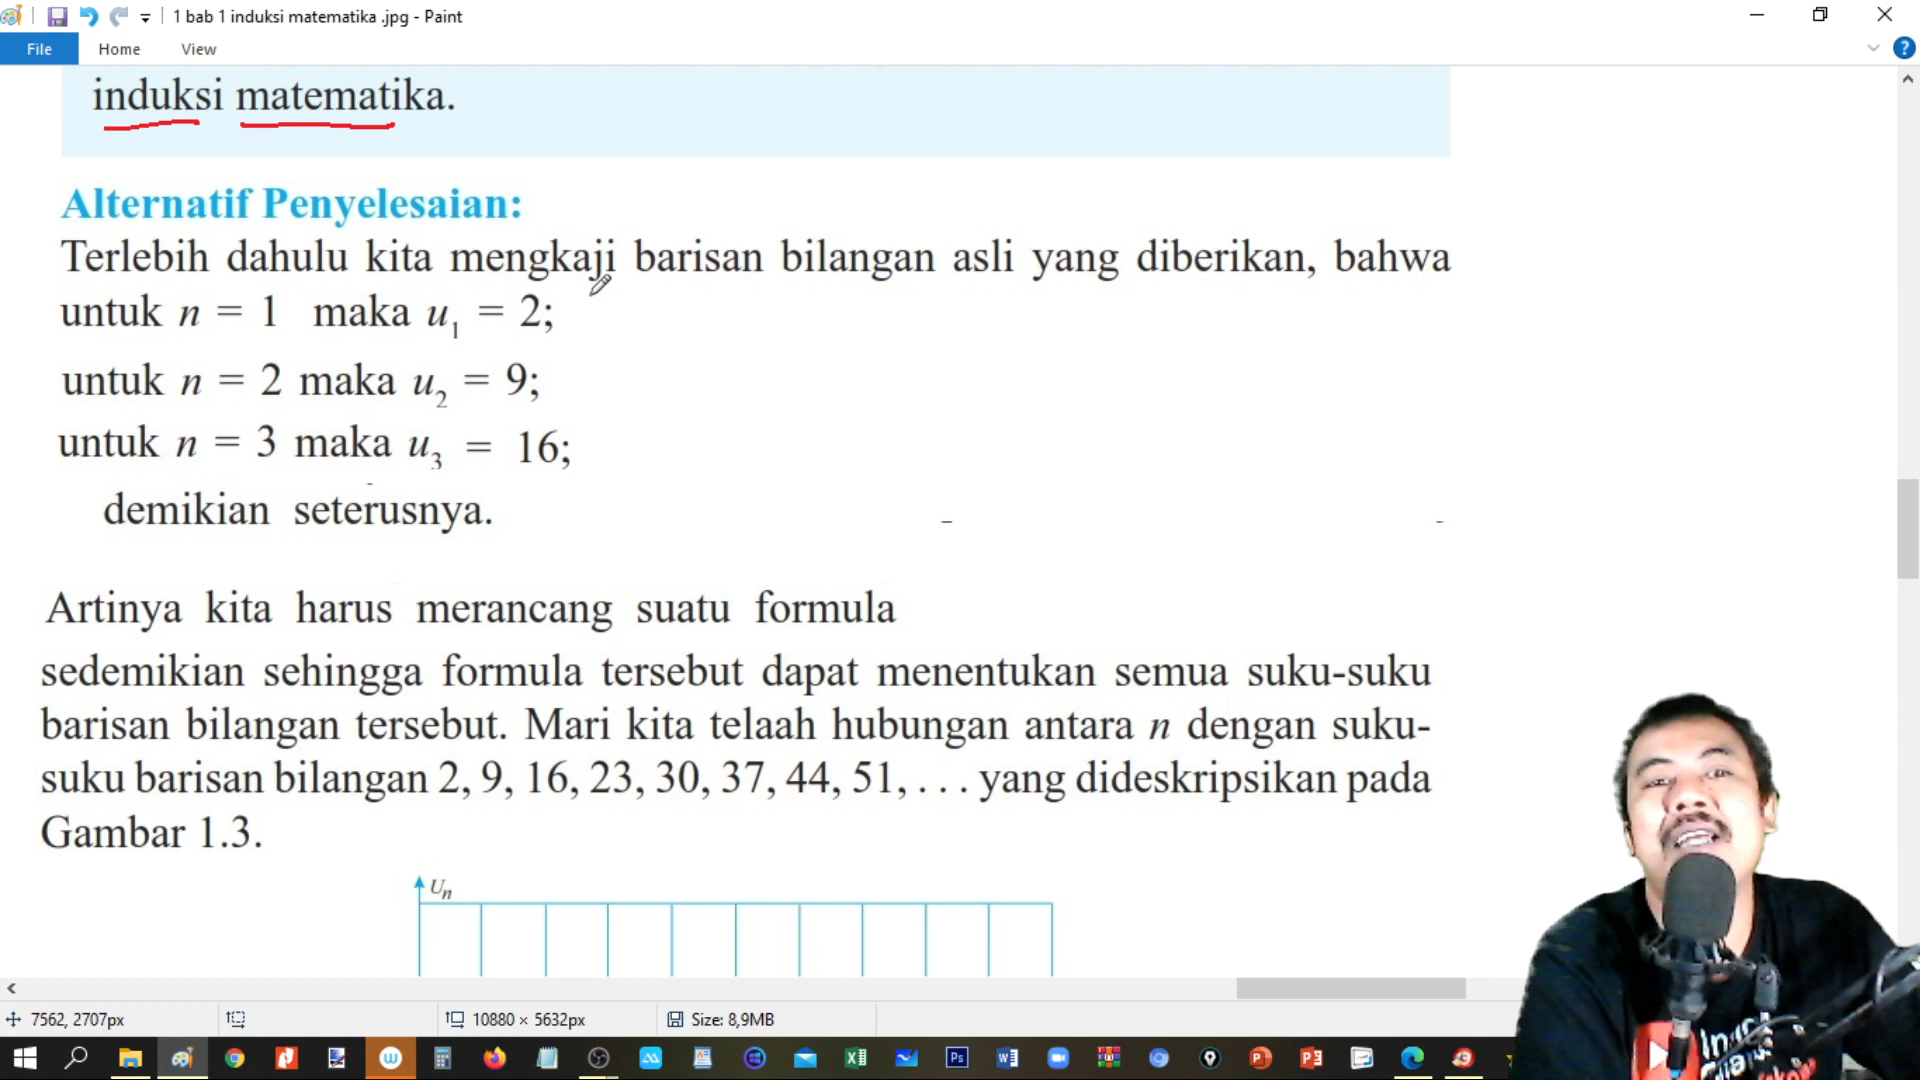 1 bab 1 induksi matematika .jpg - Paint
File Home View
induksi matematika.
Alternatif Penyelesaian:
Terlebih dahulu kita mengkaji barisan bilangan asli yang diberikan, bahwa
untuk n = 1 maka u₁ = 2;
untuk n = 2 maka u₂ = 9;
untuk n = 3 maka u₃ = 16;
demikian seterusnya.
Artinya kita harus merancang suatu formula
sedemikian sehingga formula tersebut dapat menentukan semua suku-suku
barisan bilangan tersebut. Mari kita telaah hubungan antara n dengan suku-
suku barisan bilangan 2, 9, 16, 23, 30, 37, 44, 51, . . . yang dideskripsikan pada
Gambar 1.3.
Uₙ
7562, 2707px 10880 × 5632px Size: 8,9MB